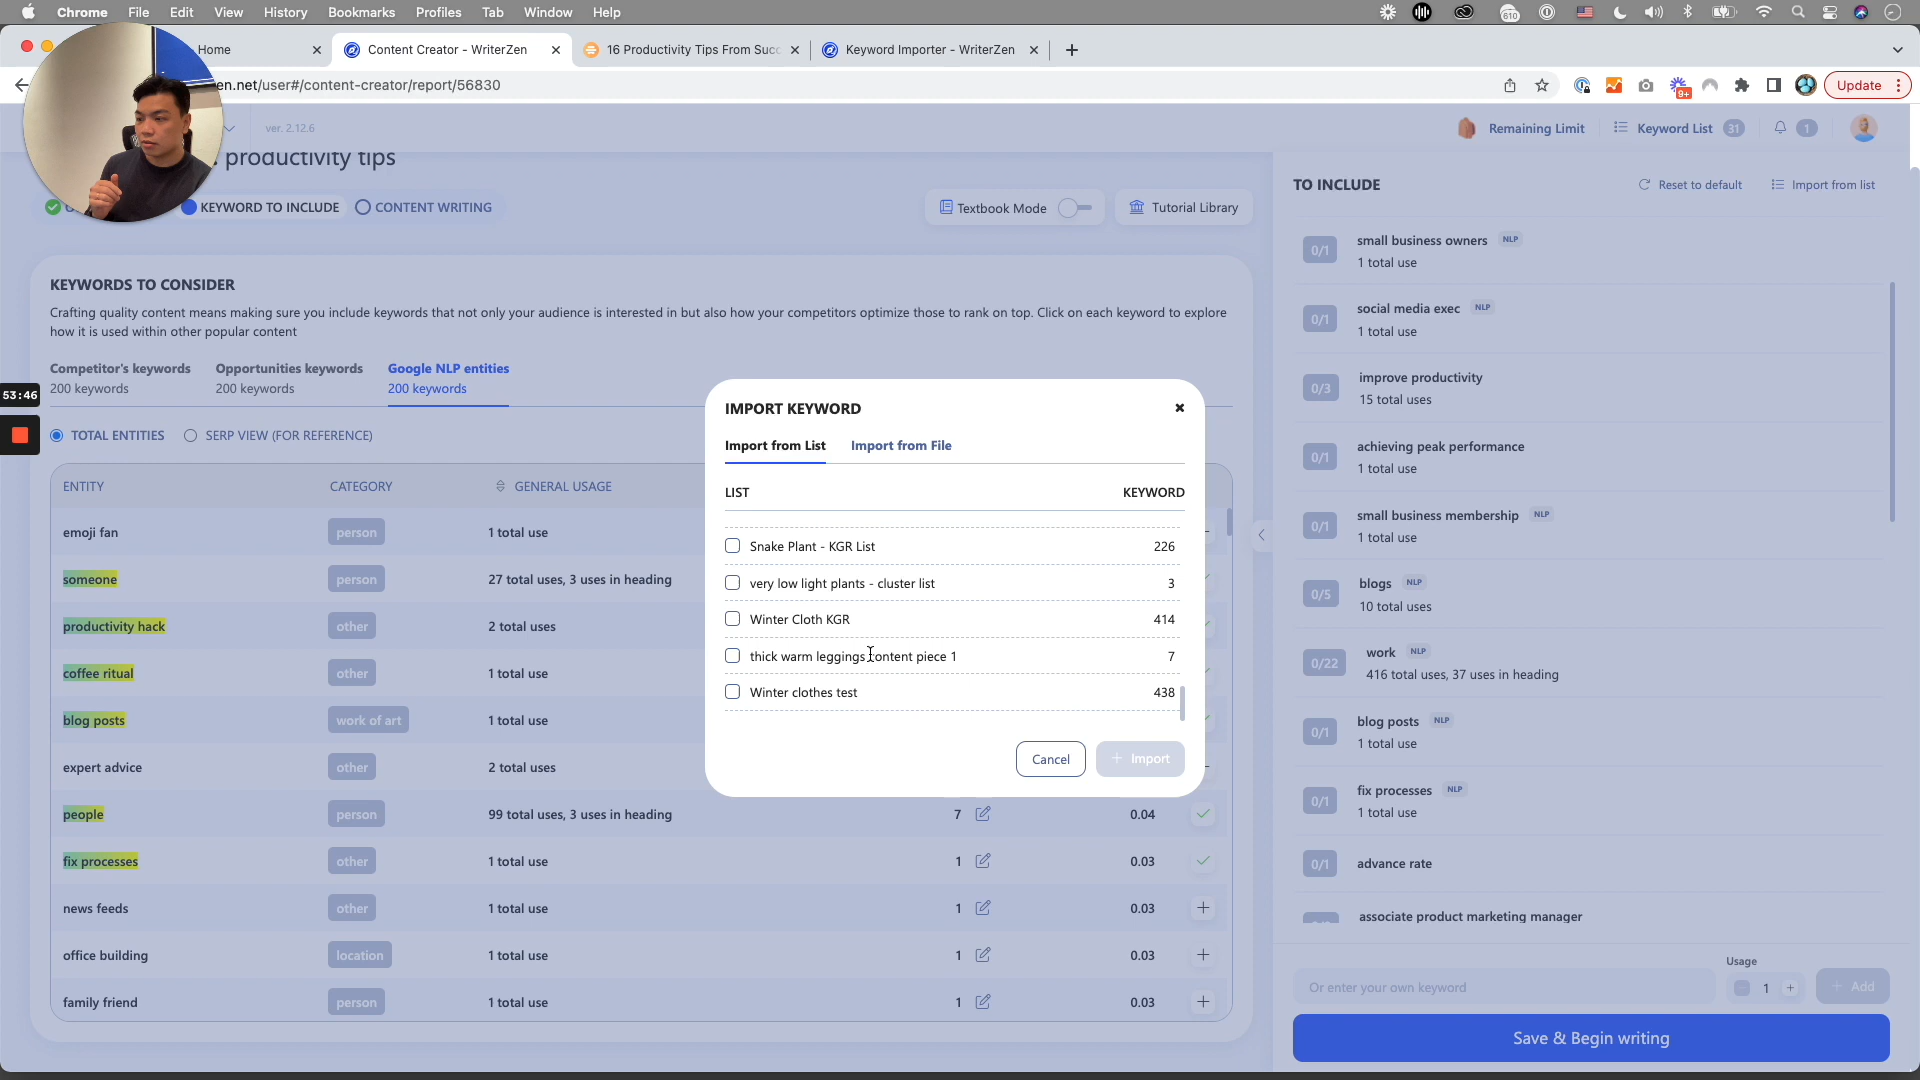 Chrome File Edit View History Bookmarks Profiles Tab Window Help
610
Home
Content Creator - WriterZen
16 Productivity Tips From Succ
Keyword Importer - WriterZen
en.net/user#/content-creator/report/56830
9+
Update
ver. 2.12.6
Remaining Limit
Keyword List 31
1
productivity tips
KEYWORD TO INCLUDE
CONTENT WRITING
Textbook Mode
Tutorial Library
KEYWORDS TO CONSIDER
Crafting quality content means making sure you include keywords that not only your audience is interested in but also how your competitors optimize those to rank on top. Click on each keyword to explore
how it is used within other popular content
Competitor's keywords
200 keywords
Opportunities keywords
200 keywords
Google NLP entities
200 keywords
53:46
TOTAL ENTITIES
SERP VIEW (FOR REFERENCE)
ENTITY CATEGORY GENERAL USAGE
emoji fan person 1 total use
someone person 27 total uses, 3 uses in heading
productivity hack other 2 total uses
coffee ritual other 1 total use
blog posts work of art 1 total use
expert advice other 2 total uses
people person 99 total uses, 3 uses in heading 7 0.04
fix processes other 1 total use 1 0.03
news feeds other 1 total use 1 0.03
office building location 1 total use 1 0.03
family friend person 1 total use 1 0.03
IMPORT KEYWORD
Import from List
Import from File
LIST KEYWORD
Snake Plant - KGR List 226
very low light plants - cluster list 3
Winter Cloth KGR 414
thick warm leggings content piece 1 7
Winter clothes test 438
Cancel
+ Import
TO INCLUDE
Reset to default
Import from list
0/1 small business owners NLP
1 total use
0/1 social media exec NLP
1 total use
0/3 improve productivity
15 total uses
0/1 achieving peak performance
1 total use
0/1 small business membership NLP
1 total use
0/5 blogs NLP
10 total uses
0/22 work NLP
416 total uses, 37 uses in heading
0/1 blog posts NLP
1 total use
0/1 fix processes NLP
1 total use
0/1 advance rate
associate product marketing manager
Usage
Or enter your own keyword
1
+ Add
Save & Begin writing